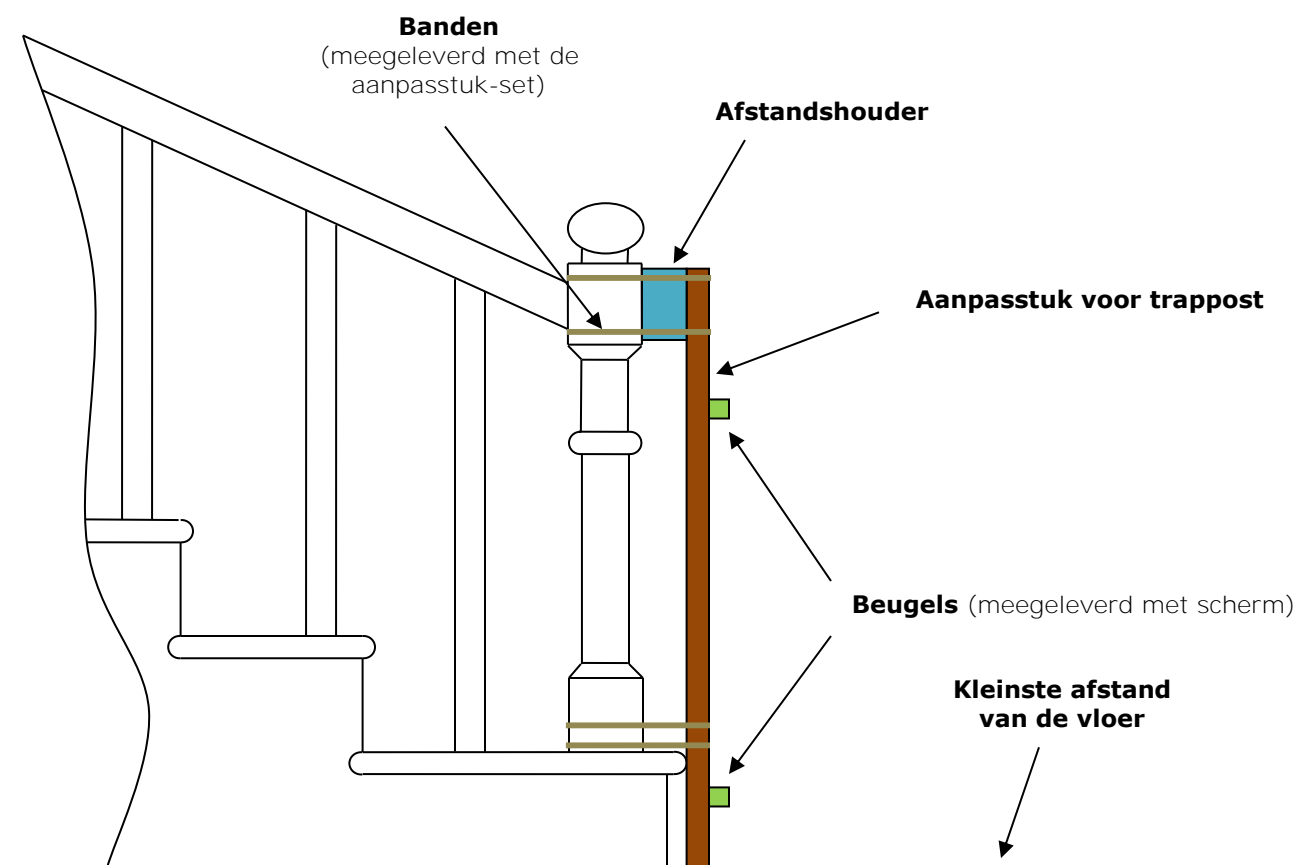 Banden
(meegeleverd met de
aanpasstuk-set)
Afstandshouder
Aanpasstuk voor trappost
Beugels (meegeleverd met scherm)
Kleinste afstand
van de vloer